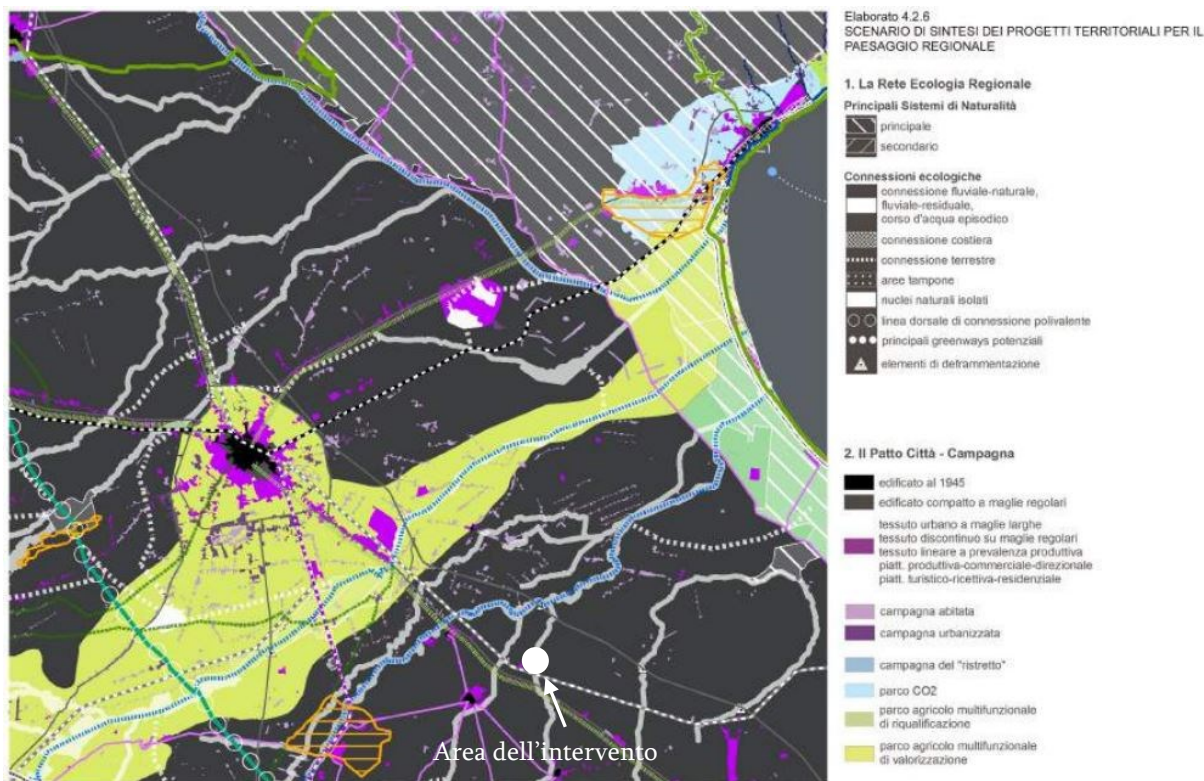 Elaborato 4.2.6
SCENARIO DI SINTESI DEI PROGETTI TERRITORIALI PER IL
PAESAGGIO REGIONALE
1. La Rete Ecologia Regionale
Principali Sistemi di Naturalità
principale
secondario
Connessioni ecologiche
connessione fluviale-naturale,
fluviale-residuale,
corso d'acqua episodico
connessione costiera
connessione terrestre
aree tampone
nuclei naturali isolati
linea dorsale di connessione polivalente
principali greenways potenziali
elementi di deframmentazione
2. Il Patto Città - Campagna
edificato al 1945
edificato compatto a maglie regolari
tessuto urbano a maglie larghe
tessuto discontinuo su maglie regolari
tessuto lineare a prevalenza produttiva
piatt. produttiva-commerciale-direzionale
piatt. turistico-ricettiva-residenziale
campagna abitata
campagna urbanizzata
campagna del "ristretto"
parco CO2
parco agricolo multifunzionale
di riqualificazione
parco agricolo multifunzionale
di valorizzazione
Area dell'intervento